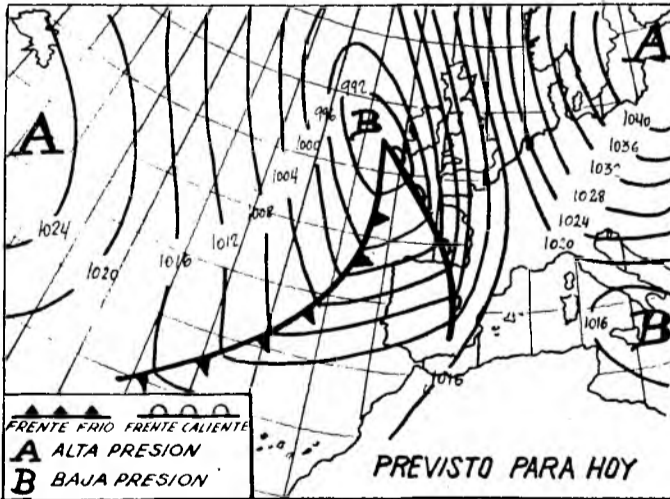 A
A
992
996
B
1000
1004
1008
1012
1016
1020
1024
1040
1036
1028
1024
1020
1016
B
1016
FRENTE FRIO FRENTE CALIENTE
A ALTA PRESION
B BAJA PRESION
PREVISTO PARA HOY